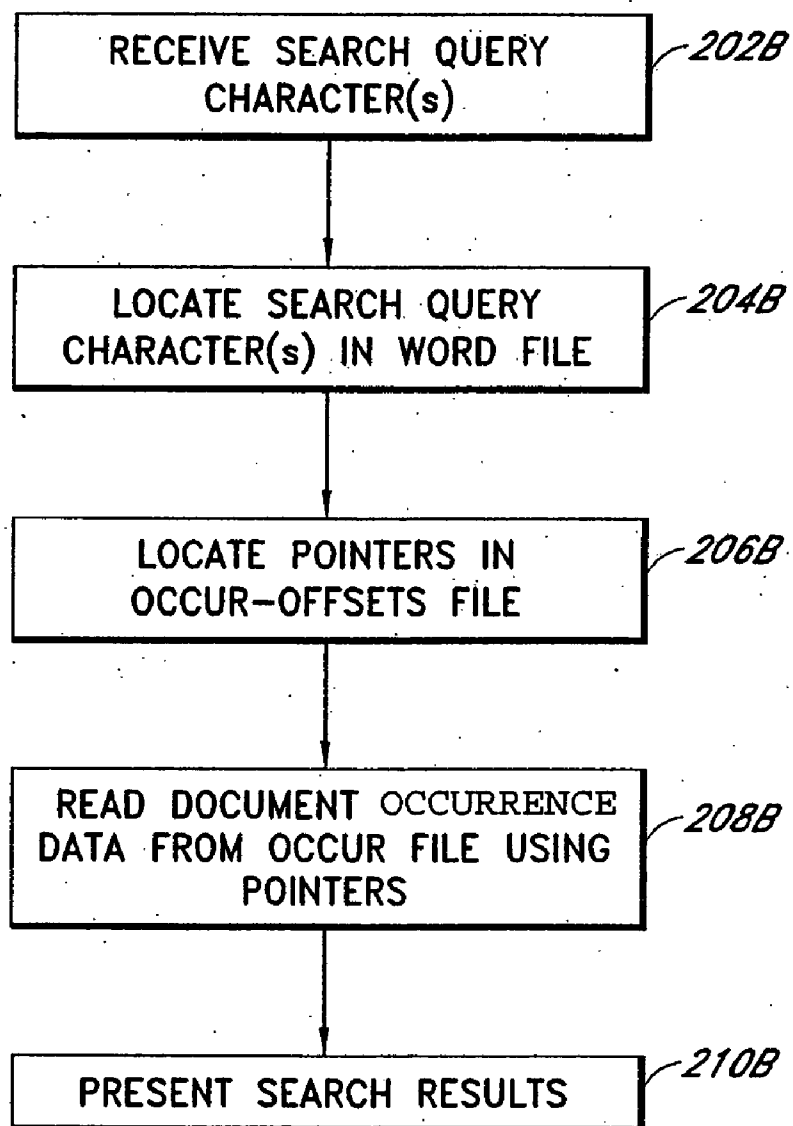 RECEIVE SEARCH QUERY
CHARACTER(s)
202B
LOCATE SEARCH QUERY
CHARACTER(s) IN WORD FILE
204B
LOCATE POINTERS IN
OCCUR-OFFSETS FILE
206B
READ DOCUMENT OCCURRENCE
DATA FROM OCCUR FILE USING
POINTERS
208B
PRESENT SEARCH RESULTS
210B